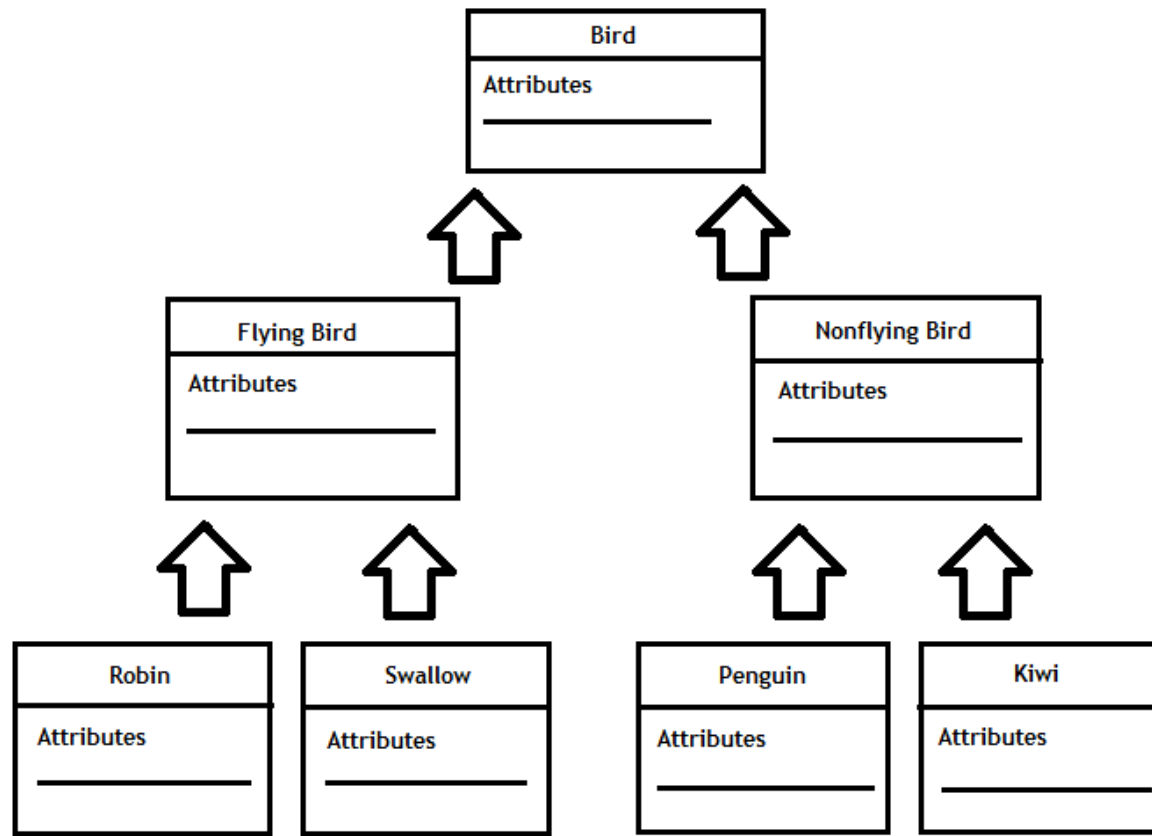 Bird
Attributes
Flying Bird
Attributes
Nonflying Bird
Attributes
Robin
Attributes
Swallow
Attributes
Penguin
Attributes
Kiwi
Attributes